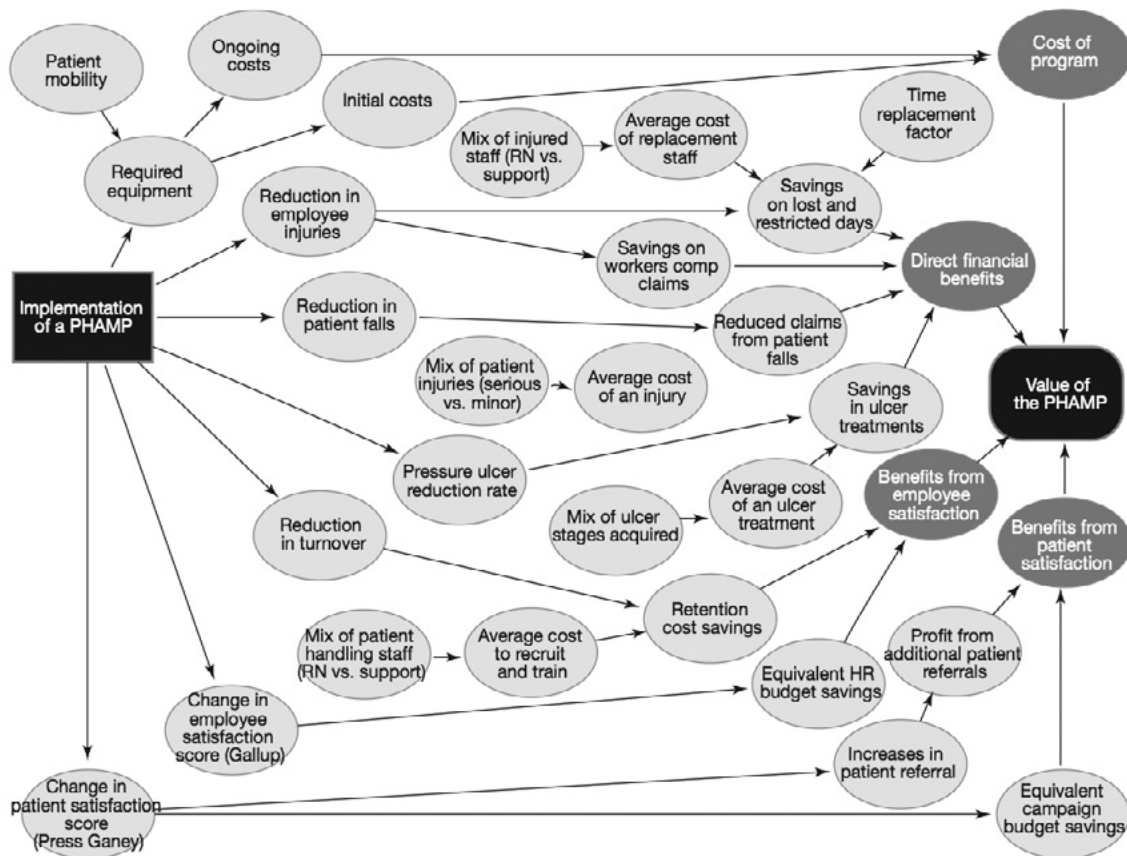 Patient
mobility
Ongoing
costs
Cost of
program
Initial costs
Time
replacement
factor
Average cost
of replacement
staff
Mix of injured
staff (RN vs.
support)
Required
equipment
Reduction in
employee
injuries
Savings
on lost and
restricted days
Savings on
workers comp
claims
Direct financial
benefits
Implementation
of a PHAMP
Reduction in
patient falls
Reduced claims
from patient
falls
Mix of patient
injuries (serious
vs. minor)
Average cost
of an injury
Savings
in ulcer
treatments
Value of
the PHAMP
Pressure ulcer
reduction rate
Average cost
of an ulcer
treatment
Benefits from
employee
satisfaction
Mix of ulcer
stages acquired
Reduction
in turnover
Benefits from
patient
satisfaction
Retention
cost savings
Mix of patient
handling staff
(RN vs. support)
Average cost
to recruit
and train
Profit from
additional patient
referrals
Equivalent HR
budget savings
Change in
employee
satisfaction
score (Gallup)
Increases in
patient referral
Change in
patient satisfaction
score
(Press Ganey)
Equivalent
campaign
budget savings